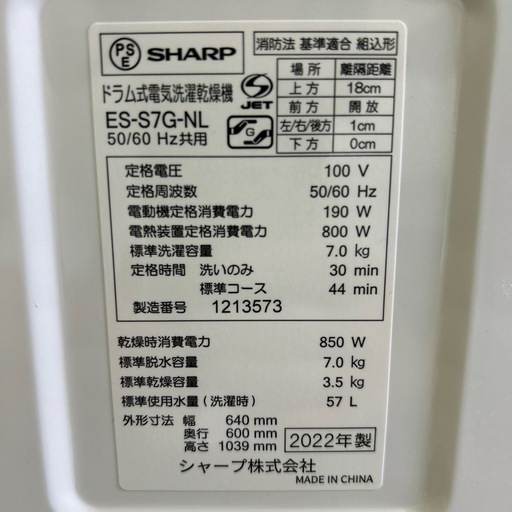 PSE SHARP
ドラム式電気洗濯乾燥機
ES-S7G-NL
50/60 Hz共用
S JET
消防法 基準適合 組込形
場所 離隔距離
上方 18cm
前方 開放
左/右/後方 1cm
下方 0cm
定格電圧 100 V
定格周波数 50/60 Hz
電動機定格消費電力 190 W
電熱装置定格消費電力 800 W
標準洗濯容量 7.0 kg
定格時間 洗いのみ 30 min
標準コース 44 min
製造番号 1213573
乾燥時消費電力 850 W
標準脱水容量 7.0 kg
標準乾燥容量 3.5 kg
標準使用水量 (洗濯時) 57 L
外形寸法 幅 640 mm
奥行 600 mm
高さ 1039 mm
2022年製
シャープ株式会社
MADE IN CHINA